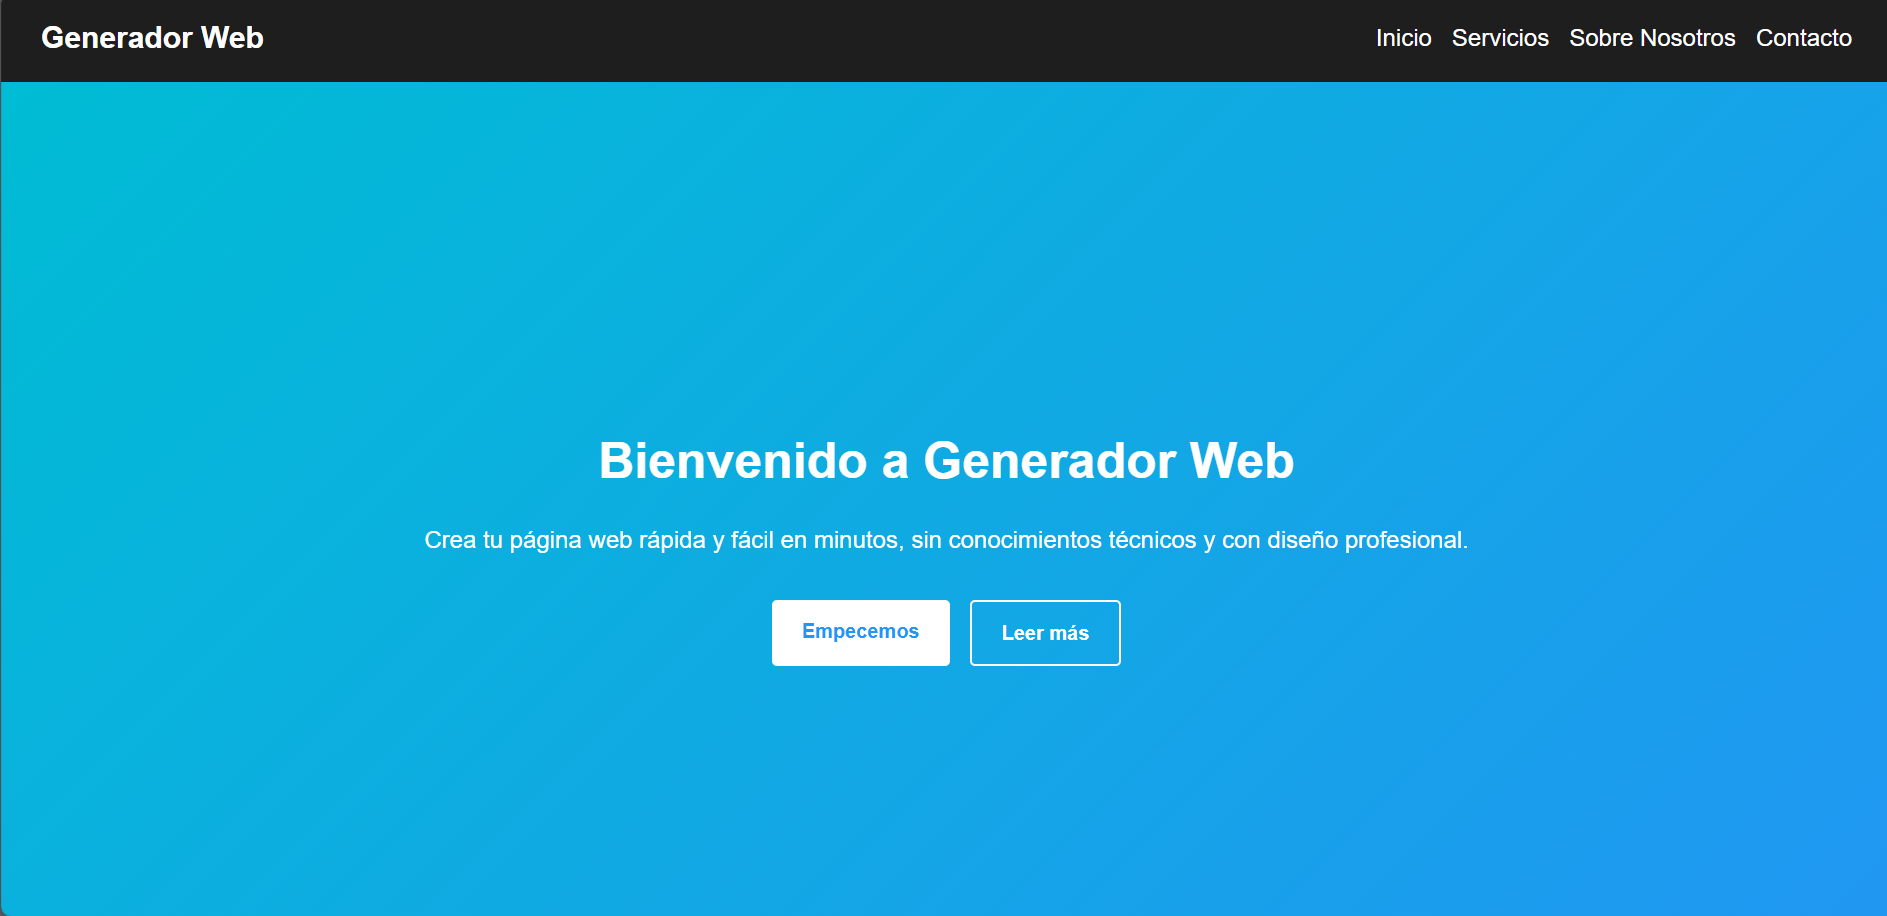 Generador Web
Inicio Servicios Sobre Nosotros Contacto
Bienvenido a Generador Web
Crea tu página web rápida y fácil en minutos, sin conocimientos técnicos y con diseño profesional.
Empecemos
Leer más